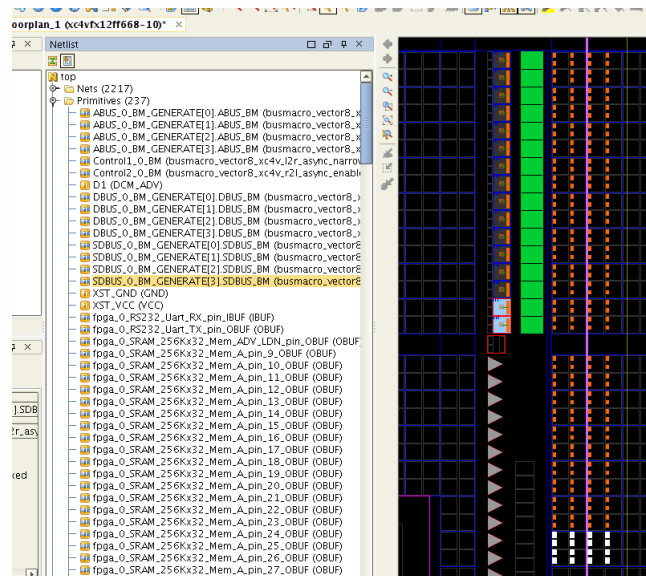 oorplan_1 (xc4vfx12ff668-10)* ×
Netlist
top
Nets (2217)
Primitives (237)
ABUS_0_BM_GENERATE[0].ABUS_BM (busmacro_vector8_x
ABUS_0_BM_GENERATE[1].ABUS_BM (busmacro_vector8_x
ABUS_0_BM_GENERATE[2].ABUS_BM (busmacro_vector8_x
ABUS_0_BM_GENERATE[3].ABUS_BM (busmacro_vector8_x
Control1_0_BM (busmacro_vector8_xc4v_l2r_async_narrow
Control2_0_BM (busmacro_vector8_xc4v_r2l_async_enabl
D1 (DCM_ADV)
DBUS_0_BM_GENERATE[0].DBUS_BM (busmacro_vector8_x
DBUS_0_BM_GENERATE[1].DBUS_BM (busmacro_vector8_x
DBUS_0_BM_GENERATE[2].DBUS_BM (busmacro_vector8_x
DBUS_0_BM_GENERATE[3].DBUS_BM (busmacro_vector8_x
SDBUS_0_BM_GENERATE[0].SDBUS_BM (busmacro_vector8
SDBUS_0_BM_GENERATE[1].SDBUS_BM (busmacro_vector8
SDBUS_0_BM_GENERATE[2].SDBUS_BM (busmacro_vector8
SDBUS_0_BM_GENERATE[3].SDBUS_BM (busmacro_vector8
XST_GND (GND)
XST_VCC (VCC)
fpga_0_RS232_Uart_RX_pin_IBUF (IBUF)
fpga_0_RS232_Uart_TX_pin_OBUF (OBUF)
fpga_0_SRAM_256Kx32_Mem_ADV_LDN_pin_OBUF (OBUF
fpga_0_SRAM_256Kx32_Mem_A_pin_9_OBUF (OBUF)
fpga_0_SRAM_256Kx32_Mem_A_pin_10_OBUF (OBUF)
fpga_0_SRAM_256Kx32_Mem_A_pin_11_OBUF (OBUF)
fpga_0_SRAM_256Kx32_Mem_A_pin_12_OBUF (OBUF)
fpga_0_SRAM_256Kx32_Mem_A_pin_13_OBUF (OBUF)
fpga_0_SRAM_256Kx32_Mem_A_pin_14_OBUF (OBUF)
fpga_0_SRAM_256Kx32_Mem_A_pin_15_OBUF (OBUF)
fpga_0_SRAM_256Kx32_Mem_A_pin_16_OBUF (OBUF)
fpga_0_SRAM_256Kx32_Mem_A_pin_17_OBUF (OBUF)
fpga_0_SRAM_256Kx32_Mem_A_pin_18_OBUF (OBUF)
fpga_0_SRAM_256Kx32_Mem_A_pin_19_OBUF (OBUF)
fpga_0_SRAM_256Kx32_Mem_A_pin_20_OBUF (OBUF)
fpga_0_SRAM_256Kx32_Mem_A_pin_21_OBUF (OBUF)
fpga_0_SRAM_256Kx32_Mem_A_pin_22_OBUF (OBUF)
fpga_0_SRAM_256Kx32_Mem_A_pin_23_OBUF (OBUF)
fpga_0_SRAM_256Kx32_Mem_A_pin_24_OBUF (OBUF)
fpga_0_SRAM_256Kx32_Mem_A_pin_25_OBUF (OBUF)
fpga_0_SRAM_256Kx32_Mem_A_pin_26_OBUF (OBUF)
fpga_0_SRAM_256Kx32_Mem_A_pin_27_OBUF (OBUF)
].SDB
2r_asy
xed